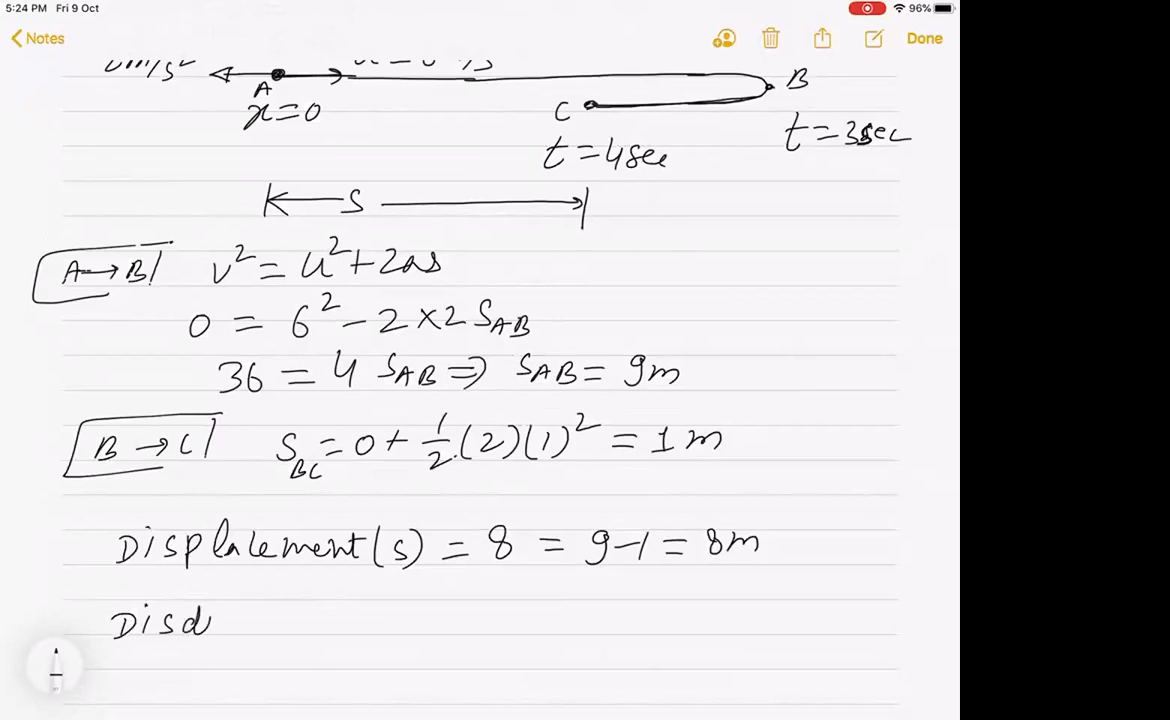 5:24 PM Fri 9 Oct
96%
Notes
Done
A
B
x=0
C
t=3sec
t=4sec
S
A→B
v²=u²+2as
0 = 6² – 2×2 S_AB
36 = 4 S_AB ⇒ S_AB = 9m
B→C
S_BC = 0 + 1/2 (2)(1)² = 1m
Displacement(s) = 8 = 9-1 = 8m
Disd